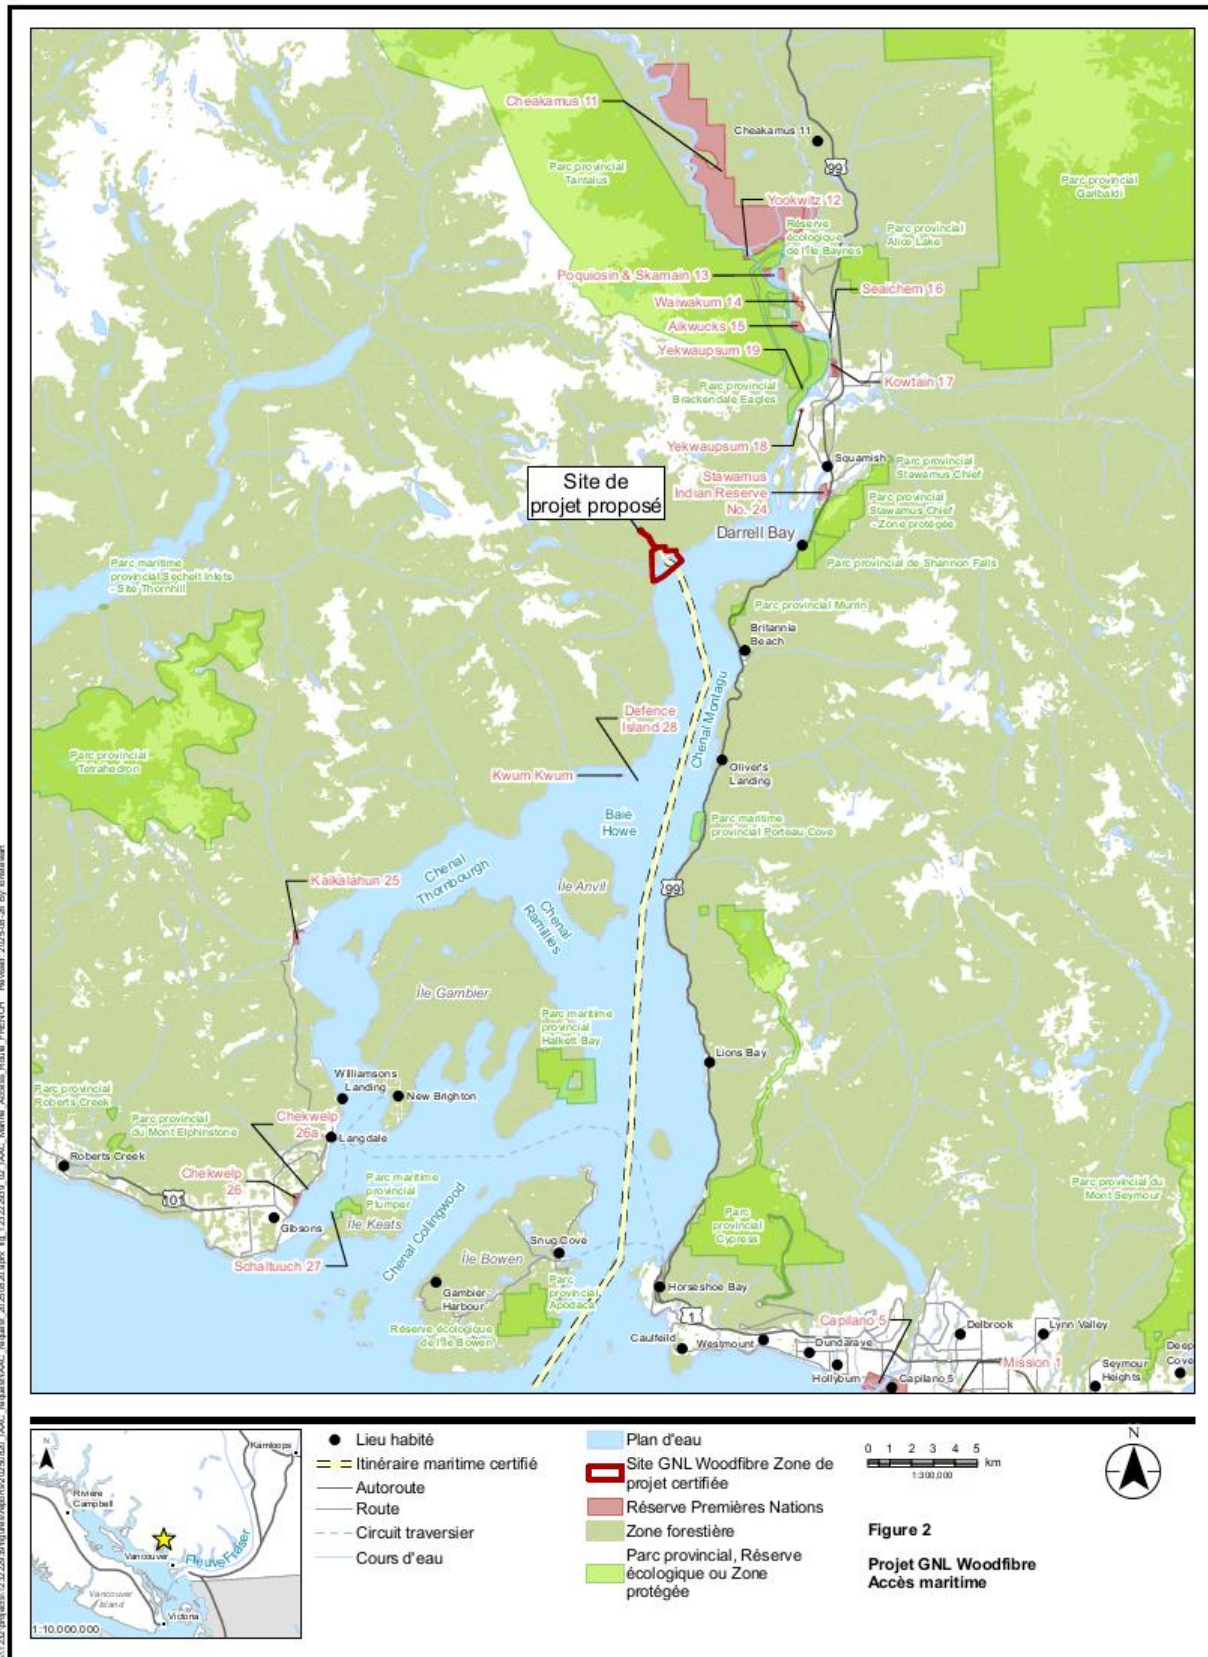 Cheakamus 11
Cheakamus 11
99
Parc provincial
Tantalus
Parc provincial
Garibaldi
Yookwitz 12
Réserve
écologique
de l'Île Baynes
Parc provincial
Alice Lake
Poquiosin & Skamain 13
Seaichem 16
Waiwakum 14
Aikwucks 15
Yekwaupsum 19
Kowtain 17
Parc provincial
Brackendale Eagles
Yekwaupsum 18
Squamish
Parc provincial
Stawamus Chief
Stawamus
Indian Reserve
No. 24
Parc provincial
Stawamus Chief
- Zone protégée
Site de
projet proposé
Darrell Bay
Parc provincial de Shannon Falls
Parc maritime
provincial Sechelt Inlets
- Site Thornhill
Parc provincial Murrin
Britannia
Beach
Chenal Montagu
Defence
Island 28
Parc provincial
Tetrahedron
Kwum Kwum
Oliver's
Landing
Baie
Howe
Parc maritime
provincial Porteau Cove
Chenal
Thornbourgh
Kaikalahun 25
Île Anvil
99
Chenal
Ramillies
Île Gambier
Parc maritime
provincial
Halkett Bay
Lions Bay
Williamsons
Landing
New Brighton
Parc provincial
Roberts Creek
Parc provincial
du Mont Elphinstone
Chekwelp
26a
Langdale
Roberts Creek
Chekwelp
26
101
Parc maritime
provincial
Plumper
Gibsons
Île Keats
Chenal Collingwood
Schaltuuch 27
Parc provincial du
Mont Seymour
Parc
provincial
Cypress
Snug Cove
Île Bowen
Gambier
Harbour
Parc
provincial
Apodaca
Réserve écologique
de l'Île Bowen
Horseshoe Bay
1
Capilano 5
Caulfeild
Westmount
Dundarave
Delbrook
Lynn Valley
Hollyburn
Capilano 5
Mission 1
Seymour
Heights
Deep
Cove
N
Kamloops
Rivière
Campbell
Vancouver
Fleuve Fraser
Vancouver
Island
Victoria
1:10,000,000
Lieu habité
Itinéraire maritime certifié
Autoroute
Route
Circuit traversier
Cours d'eau
Plan d'eau
Site GNL Woodfibre Zone de
projet certifiée
Réserve Premières Nations
Zone forestière
Parc provincial, Réserve
écologique ou Zone
protégée
0 1 2 3 4 5
km
1:300,000
N
Figure 2
Projet GNL Woodfibre
Accès maritime